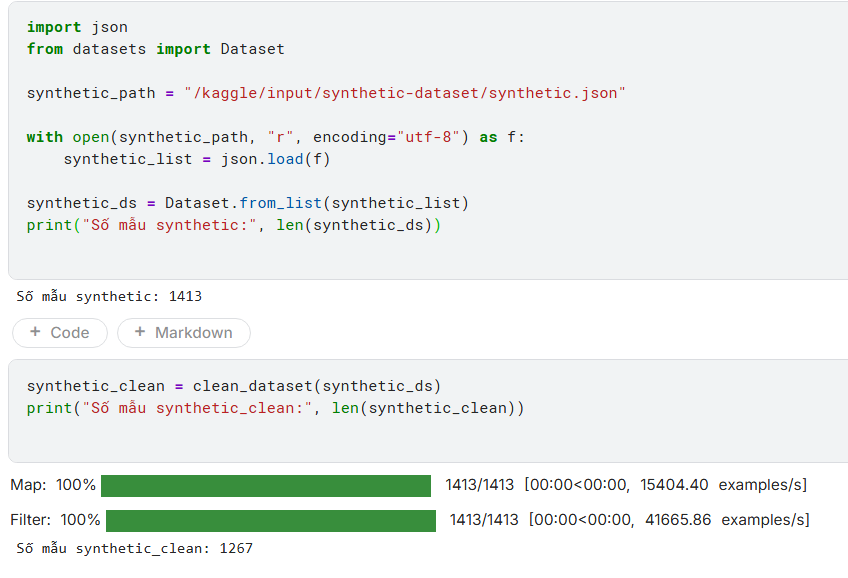 import json
from datasets import Dataset
synthetic_path = "/kaggle/input/synthetic-dataset/synthetic.json"
with open(synthetic_path, "r", encoding="utf-8") as f:
    synthetic_list = json.load(f)
synthetic_ds = Dataset.from_list(synthetic_list)
print("Số mẫu synthetic:", len(synthetic_ds))
Số mẫu synthetic: 1413
+ Code + Markdown
synthetic_clean = clean_dataset(synthetic_ds)
print("Số mẫu synthetic_clean:", len(synthetic_clean))
Map: 100% 1413/1413 [00:00<00:00, 15404.40 examples/s]
Filter: 100% 1413/1413 [00:00<00:00, 41665.86 examples/s]
Số mẫu synthetic_clean: 1267